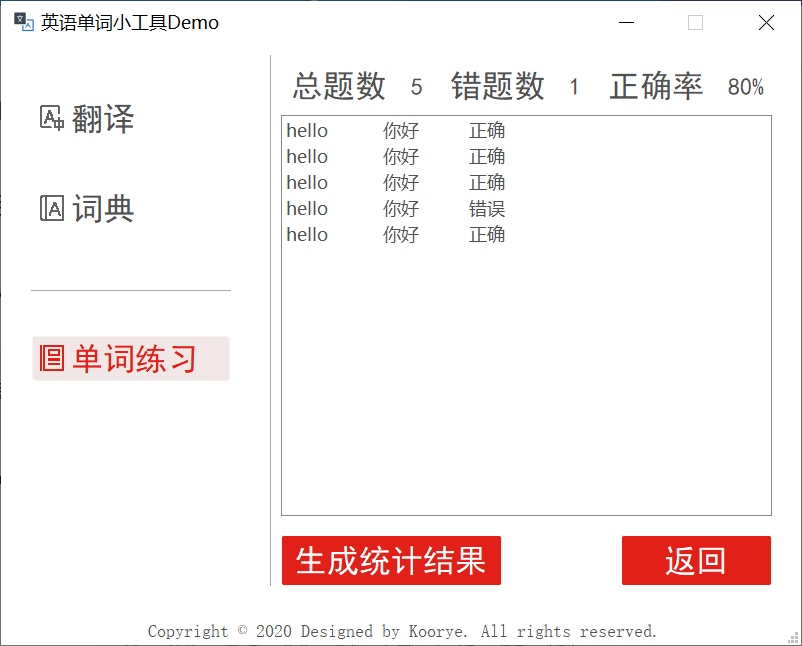 英语单词小工具Demo
翻译
词典
单词练习
总题数 5 错题数 1 正确率 80%
hello 你好 正确
hello 你好 正确
hello 你好 正确
hello 你好 错误
hello 你好 正确
生成统计结果 返回
Copyright © 2020 Designed by Koorye. All rights reserved.